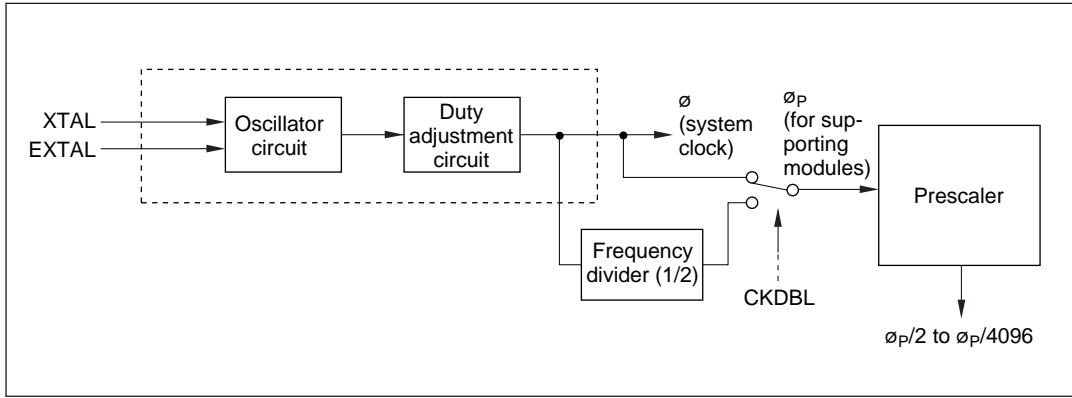 XTAL
EXTAL
Oscillator
circuit
Duty
adjustment
circuit
ø
(system
clock)
øP
(for sup-
porting
modules)
Prescaler
Frequency
divider (1/2)
CKDBL
øP/2 to øP/4096